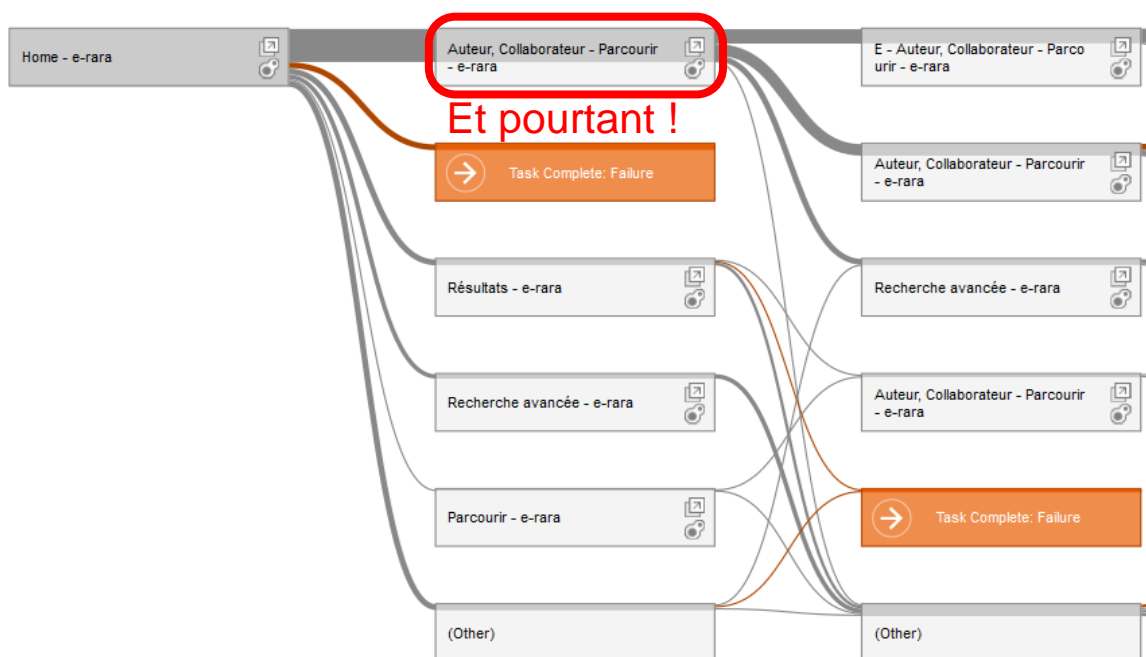 Home - e-rara
Auteur, Collaborateur - Parcourir
- e-rara
Et pourtant !
Task Complete: Failure
Résultats - e-rara
Recherche avancée - e-rara
Parcourir - e-rara
(Other)
E - Auteur, Collaborateur - Parco
urir - e-rara
Auteur, Collaborateur - Parcourir
- e-rara
Recherche avancée - e-rara
Auteur, Collaborateur - Parcourir
- e-rara
Task Complete: Failure
(Other)